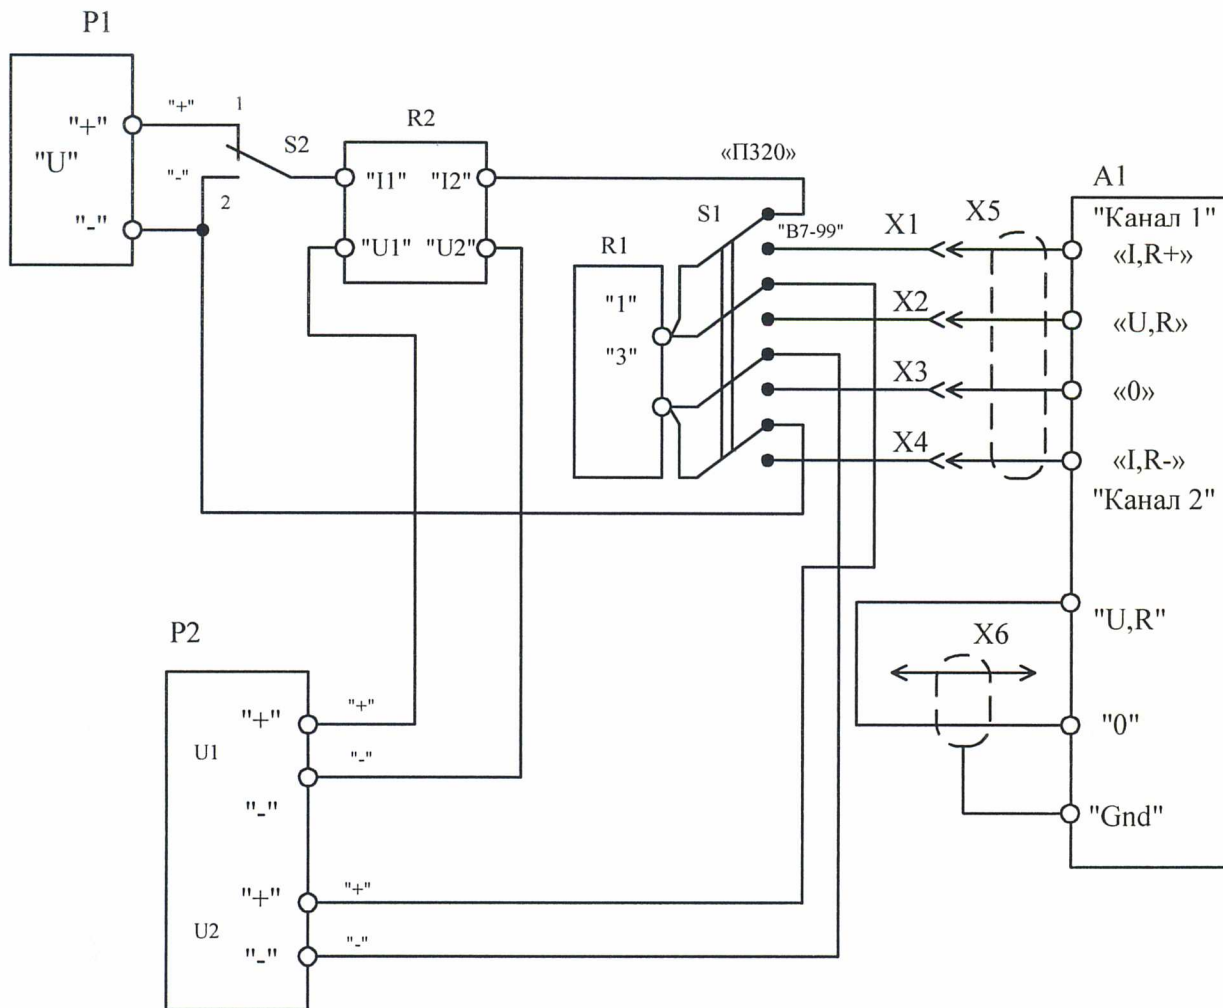 P1
"+"
"U"
"-"
"+"
1
"-"
2
S2
R2
"I1"
"I2"
"U1"
"U2"
«П320»
S1
"В7-99"
R1
"1"
"3"
X1
X2
X3
X4
X5
A1
"Канал 1"
«I,R+»
«U,R»
«0»
«I,R-»
"Канал 2"
"U,R"
X6
"0"
"Gnd"
P2
"+"
"+"
U1
"-"
"-"
"+"
"+"
U2
"-"
"-"